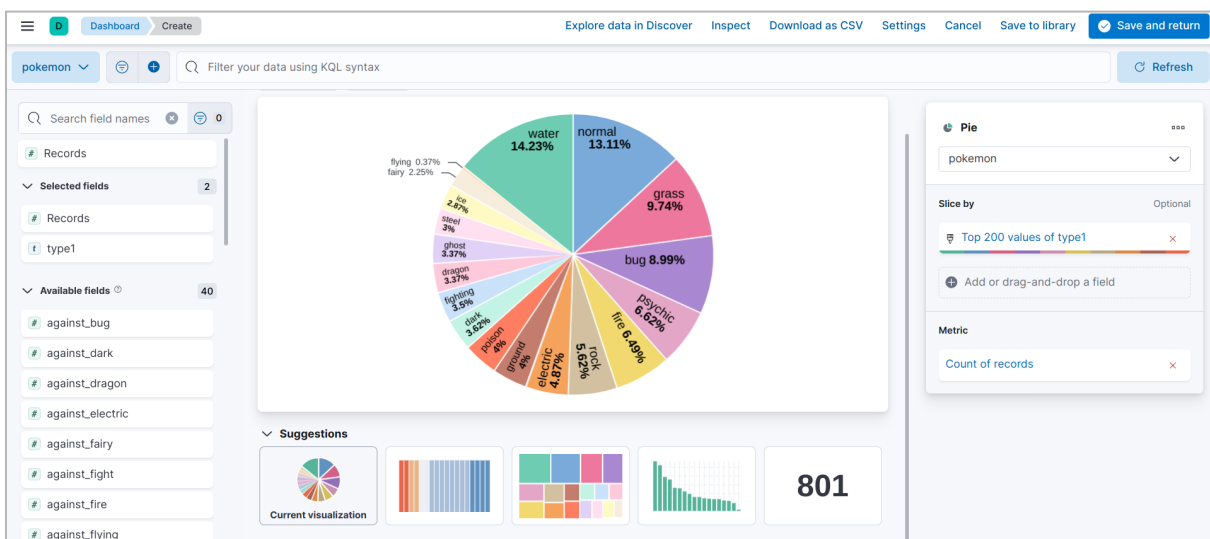 D Dashboard Create Explore data in Discover Inspect Download as CSV Settings Cancel Save to library Save and return
pokemon Filter your data using KQL syntax Refresh
Search field names 0
# Records
Selected fields 2
# Records
t type1
Available fields 40
# against_bug
# against_dark
# against_dragon
# against_electric
# against_fairy
# against_fight
# against_fire
# against_flying
water
14.23%
normal
13.11%
flying 0.37%
fairy 2.25%
ice
2.87%
grass
9.74%
steel
3%
ghost
3.37%
bug 8.99%
dragon
3.37%
fighting
3.5%
psychic
6.62%
dark
3.62%
fire 6.49%
poison
4%
ground
4%
electric
4.87%
rock
5.62%
Suggestions
Current visualization
801
Pie
pokemon
Slice by Optional
Top 200 values of type1
Add or drag-and-drop a field
Metric
Count of records